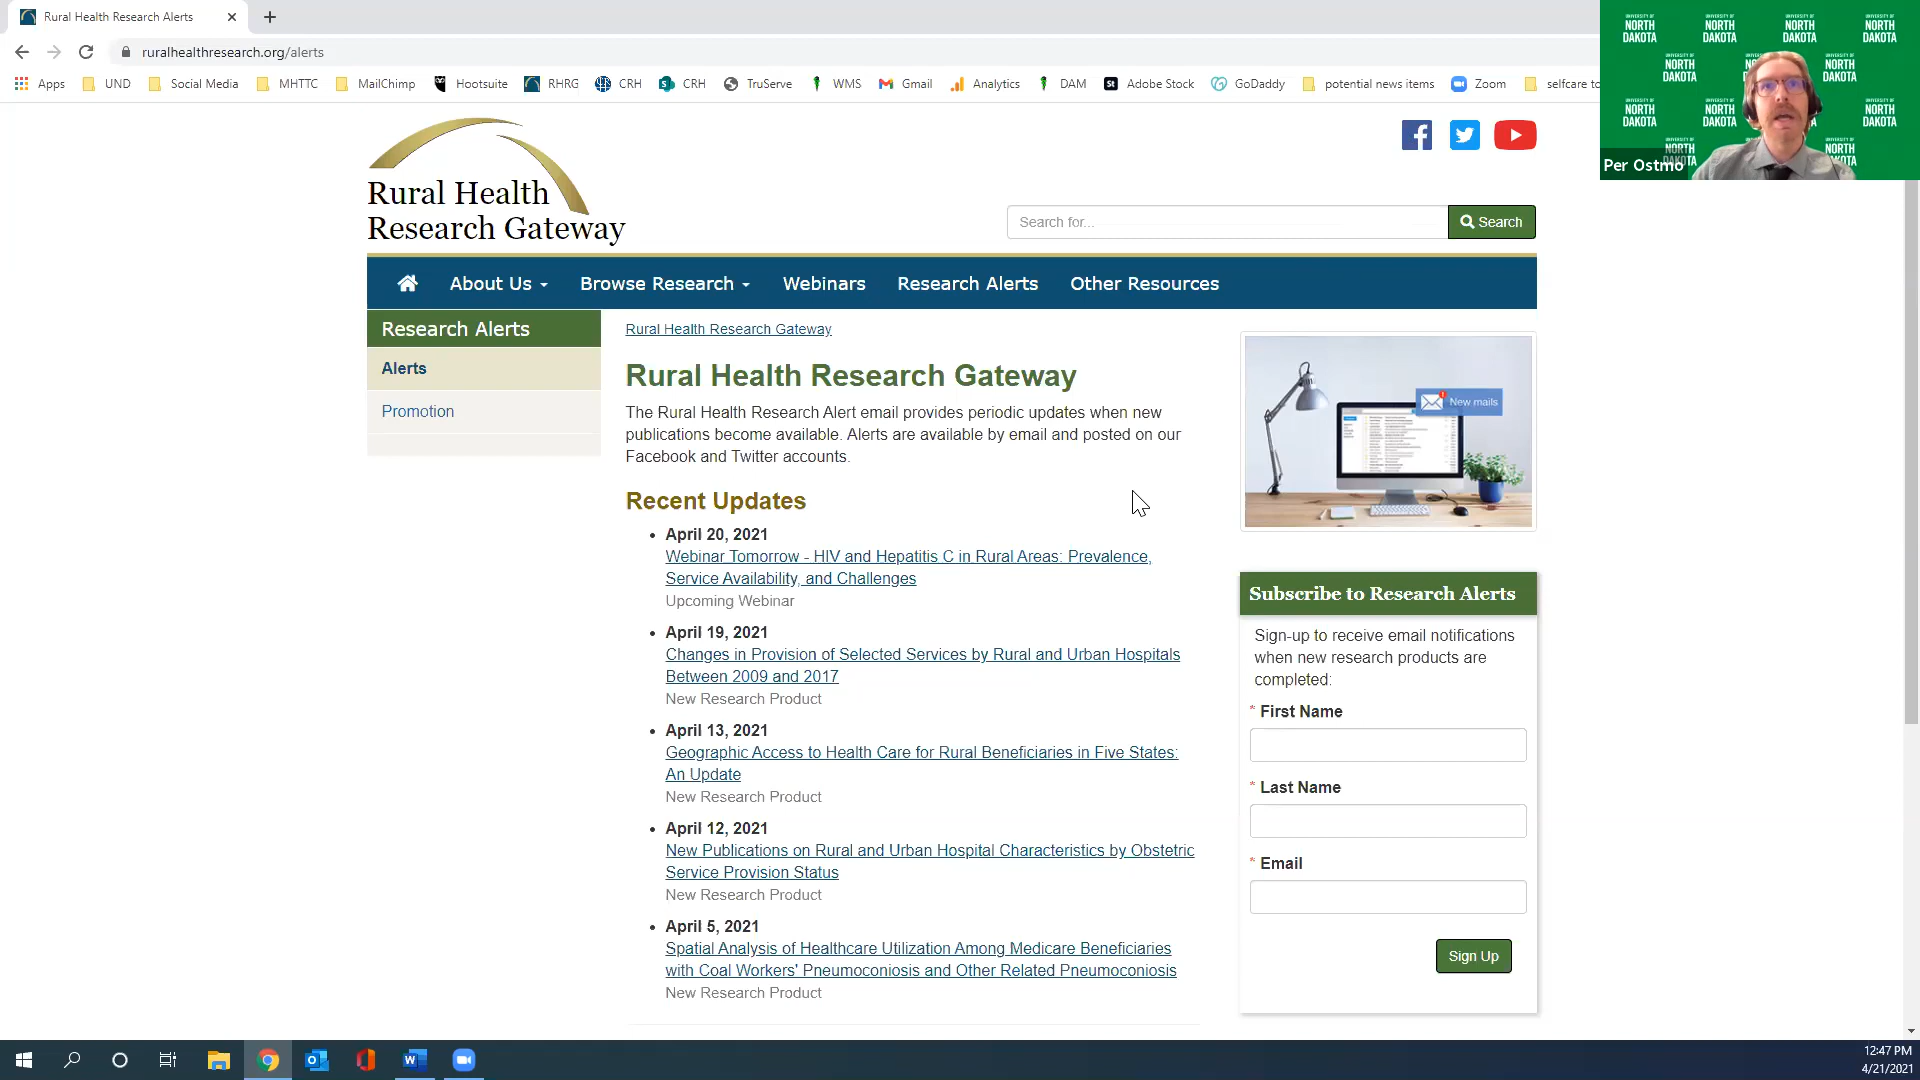 Rural Health Research Alerts
ruralhealthresearch.org/alerts
Apps UND Social Media MHTTC MailChimp Hootsuite RHRG CRH CRH TruServe WMS Gmail Analytics DAM Adobe Stock GoDaddy potential news items Zoom selfcare to
UNIVERSITY OF NORTH DAKOTA
Per Ostmo
Rural Health
Research Gateway
Search for...
Search
About Us Browse Research Webinars Research Alerts Other Resources
Research Alerts
Alerts
Promotion
Rural Health Research Gateway
Rural Health Research Gateway
The Rural Health Research Alert email provides periodic updates when new
publications become available. Alerts are available by email and posted on our
Facebook and Twitter accounts.
Recent Updates
April 20, 2021
Webinar Tomorrow - HIV and Hepatitis C in Rural Areas: Prevalence,
Service Availability, and Challenges
Upcoming Webinar
April 19, 2021
Changes in Provision of Selected Services by Rural and Urban Hospitals
Between 2009 and 2017
New Research Product
April 13, 2021
Geographic Access to Health Care for Rural Beneficiaries in Five States:
An Update
New Research Product
April 12, 2021
New Publications on Rural and Urban Hospital Characteristics by Obstetric
Service Provision Status
New Research Product
April 5, 2021
Spatial Analysis of Healthcare Utilization Among Medicare Beneficiaries
with Coal Workers' Pneumoconiosis and Other Related Pneumoconiosis
New Research Product
New mails
Subscribe to Research Alerts
Sign-up to receive email notifications
when new research products are
completed:
* First Name
* Last Name
* Email
Sign Up
12:47 PM
4/21/2021